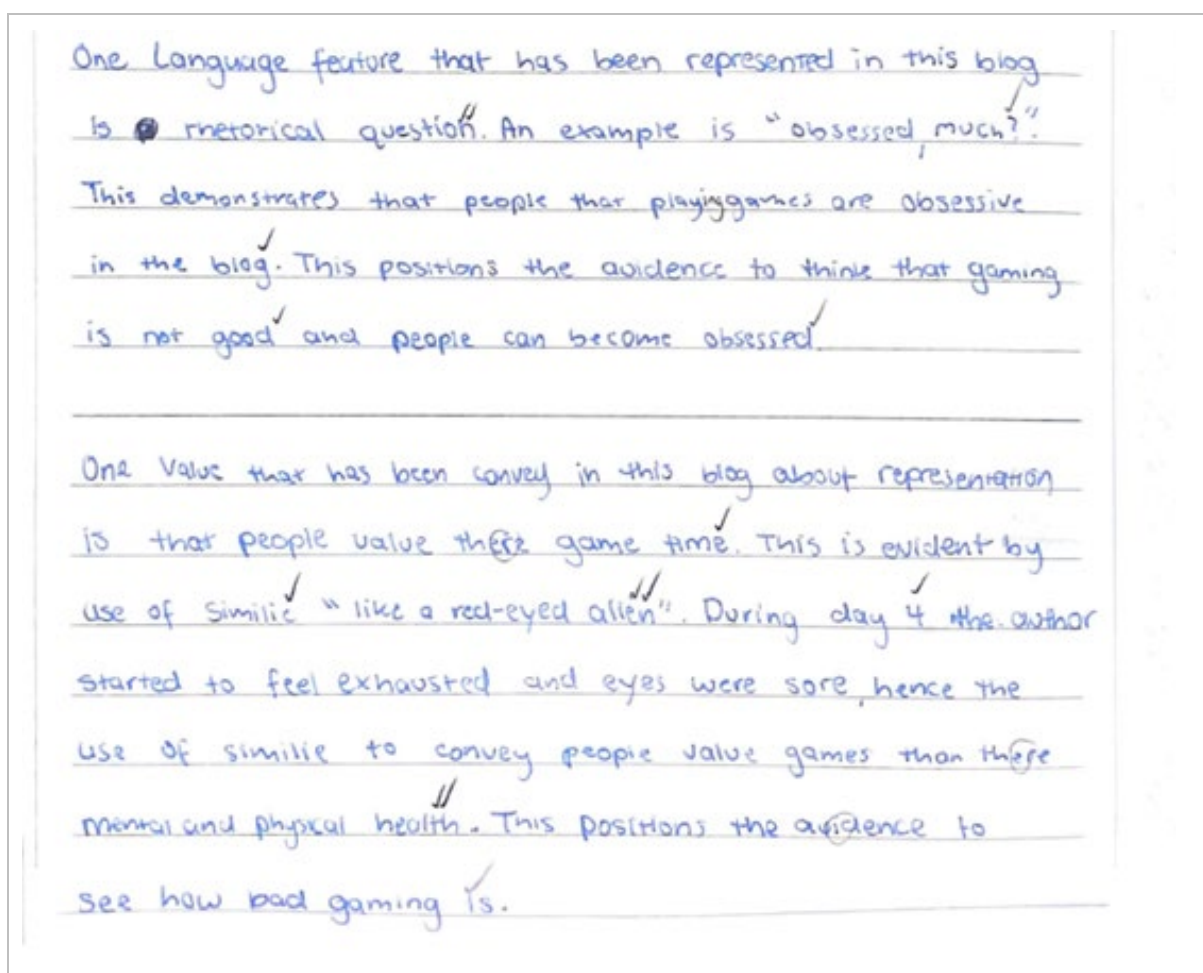 One Language feature that has been represented in this blog
is rhetorical question. An example is "obsessed, much?".
This demonstrates that people that playing games are obsessive
in the blog. This positions the avidence to think that gaming
is not good and people can become obsessed
One Value that has been convey in this blog about representation
is that people value there game time. This is evident by
use of Similie "like a red-eyed alien". During day 4 the author
started to feel exhausted and eyes were sore, hence the
use of similie to convey people value games than there
mental and physical health. This positions the avidence to
see how bad gaming is.